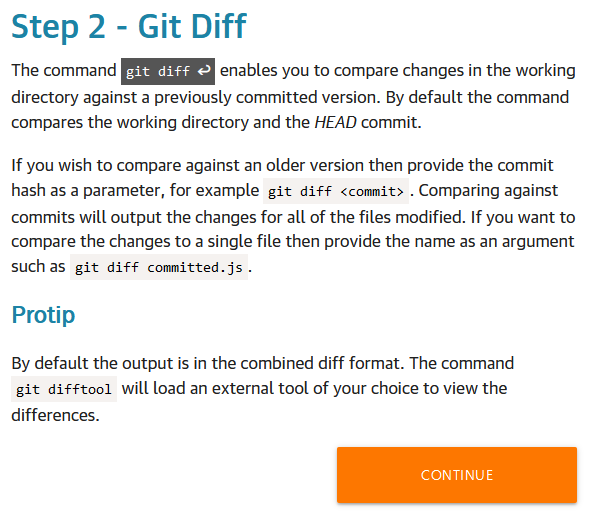 Step 2 - Git Diff
The command git diff ↩ enables you to compare changes in the working
directory against a previously committed version. By default the command
compares the working directory and the HEAD commit.
If you wish to compare against an older version then provide the commit
hash as a parameter, for example git diff <commit>. Comparing against
commits will output the changes for all of the files modified. If you want to
compare the changes to a single file then provide the name as an argument
such as git diff committed.js.
Protip
By default the output is in the combined diff format. The command
git difftool will load an external tool of your choice to view the
differences.
CONTINUE